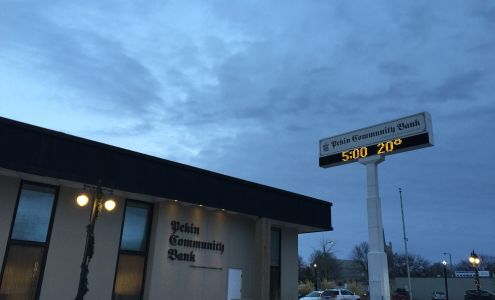 Pekin Community Bank
5:00 20°
Pekin
Community
Bank